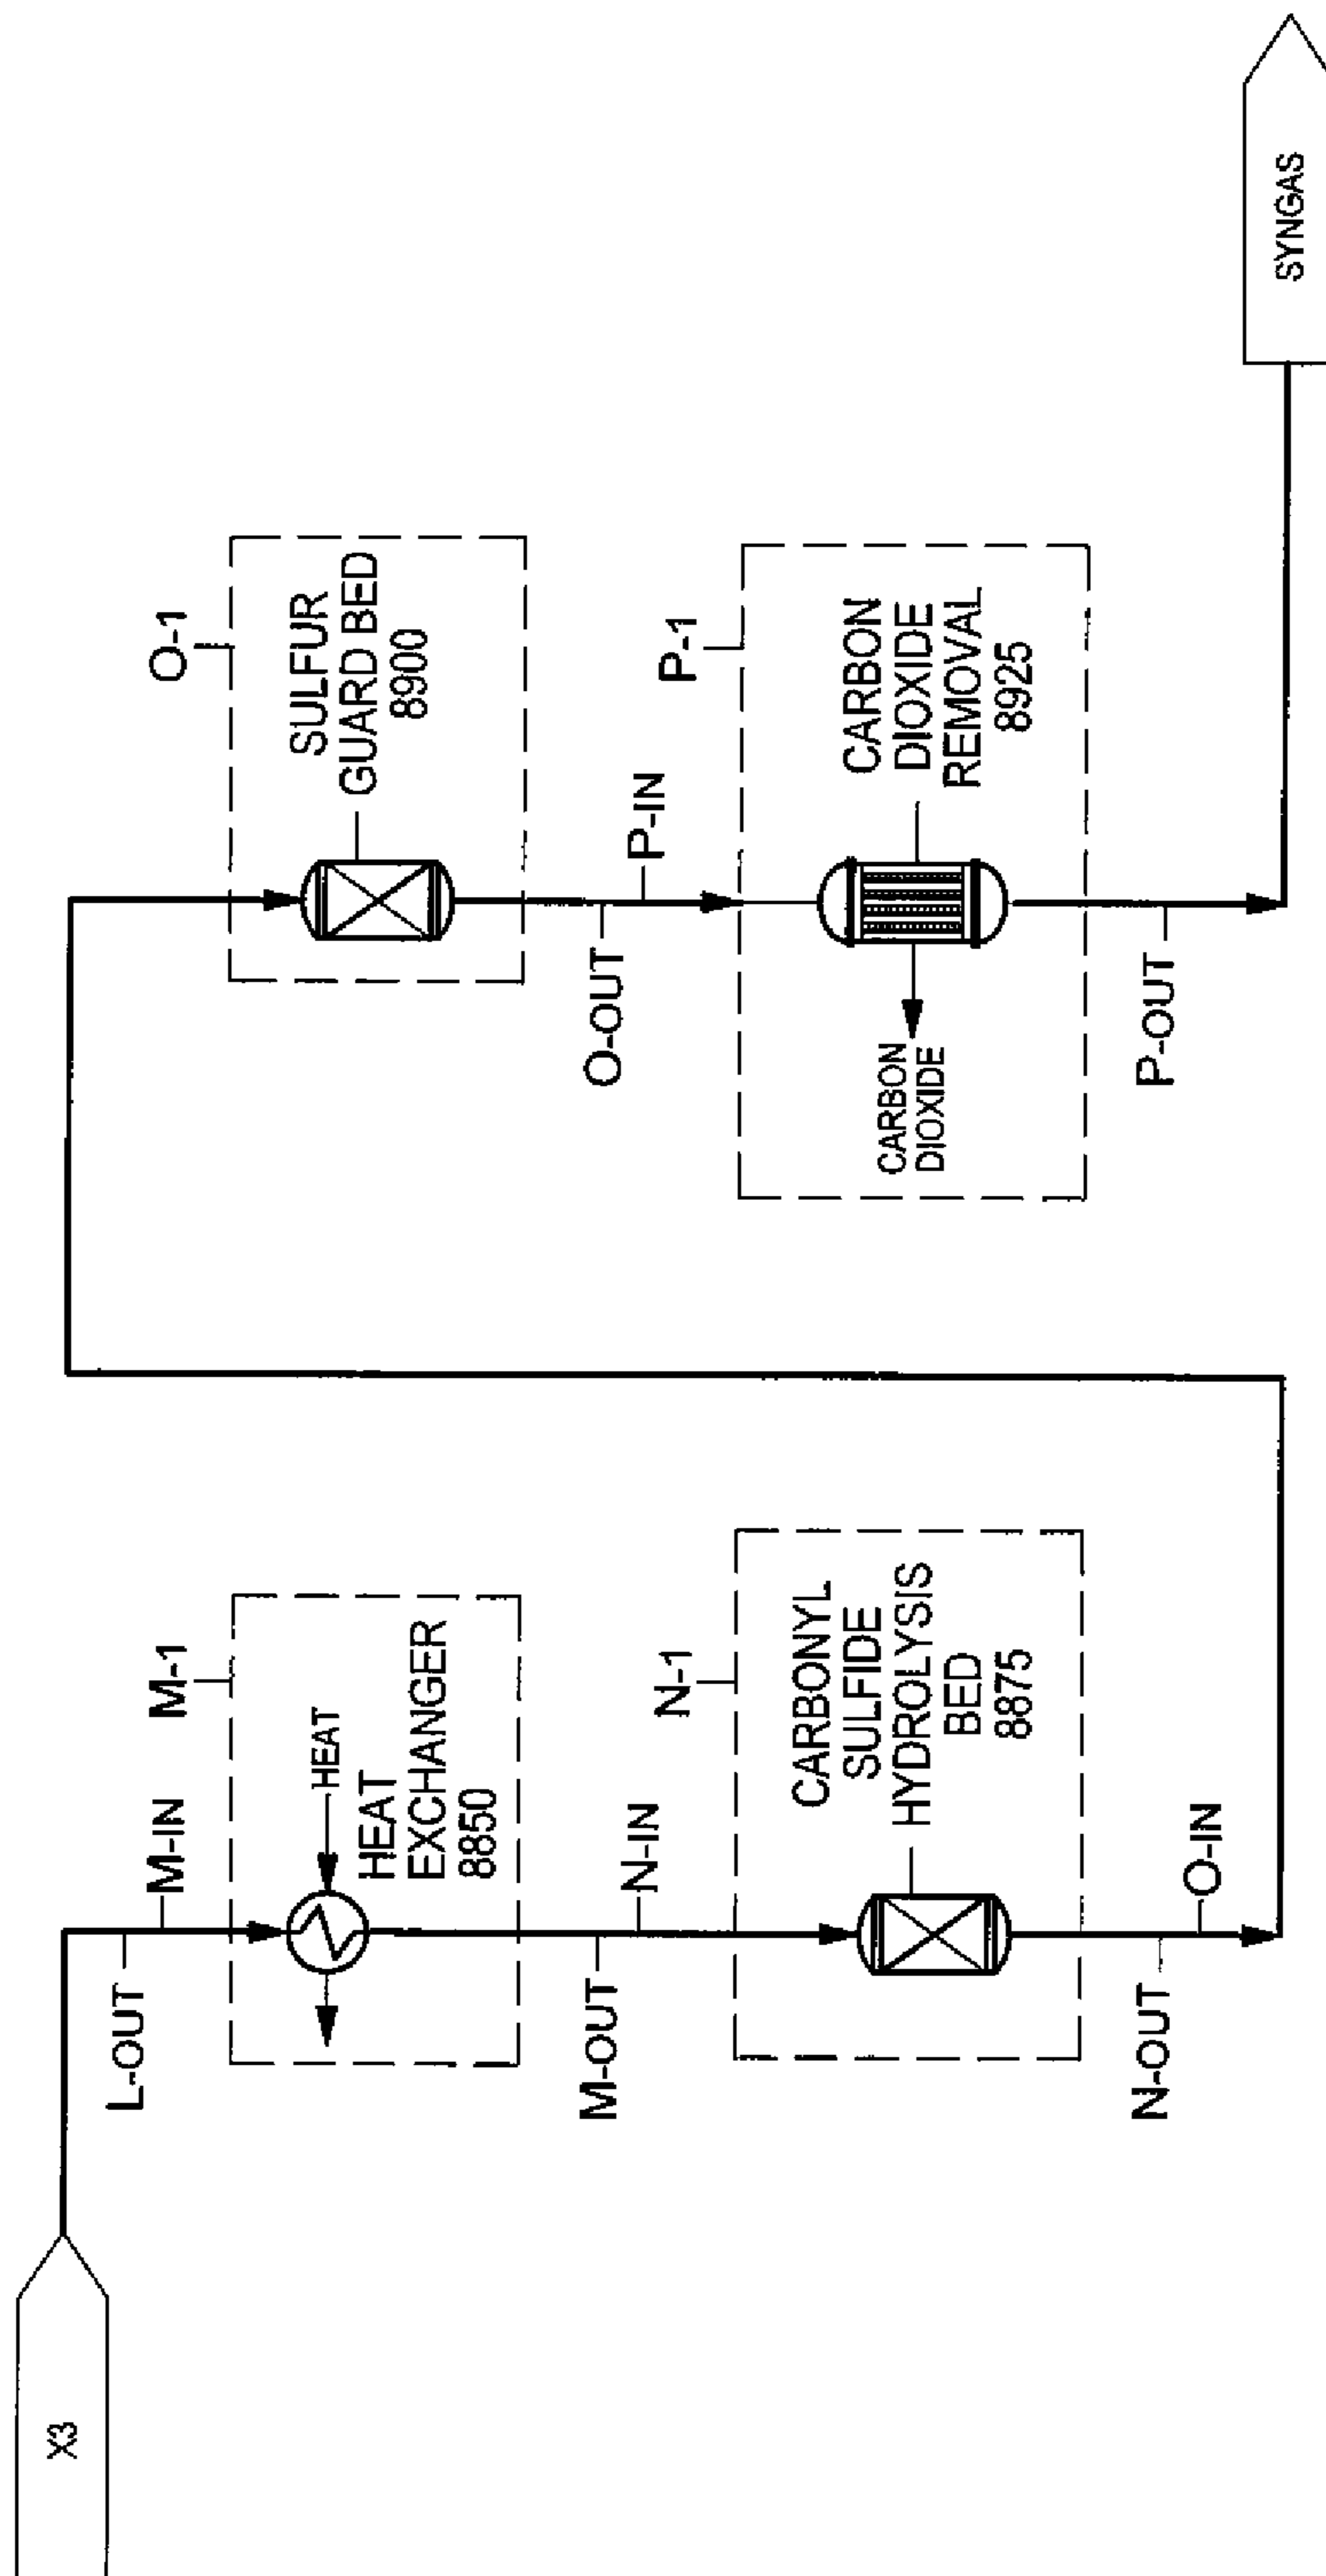 X3
L-OUT
M-IN
M-1
HEAT
HEAT
EXCHANGER
8850
M-OUT
N-IN
N-1
CARBONYL
SULFIDE
HYDROLYSIS
BED
8875
N-OUT
O-IN
O-1
SULFUR
GUARD BED
8900
O-OUT
P-IN
P-1
CARBON
DIOXIDE
REMOVAL
8925
CARBON
DIOXIDE
P-OUT
SYNGAS